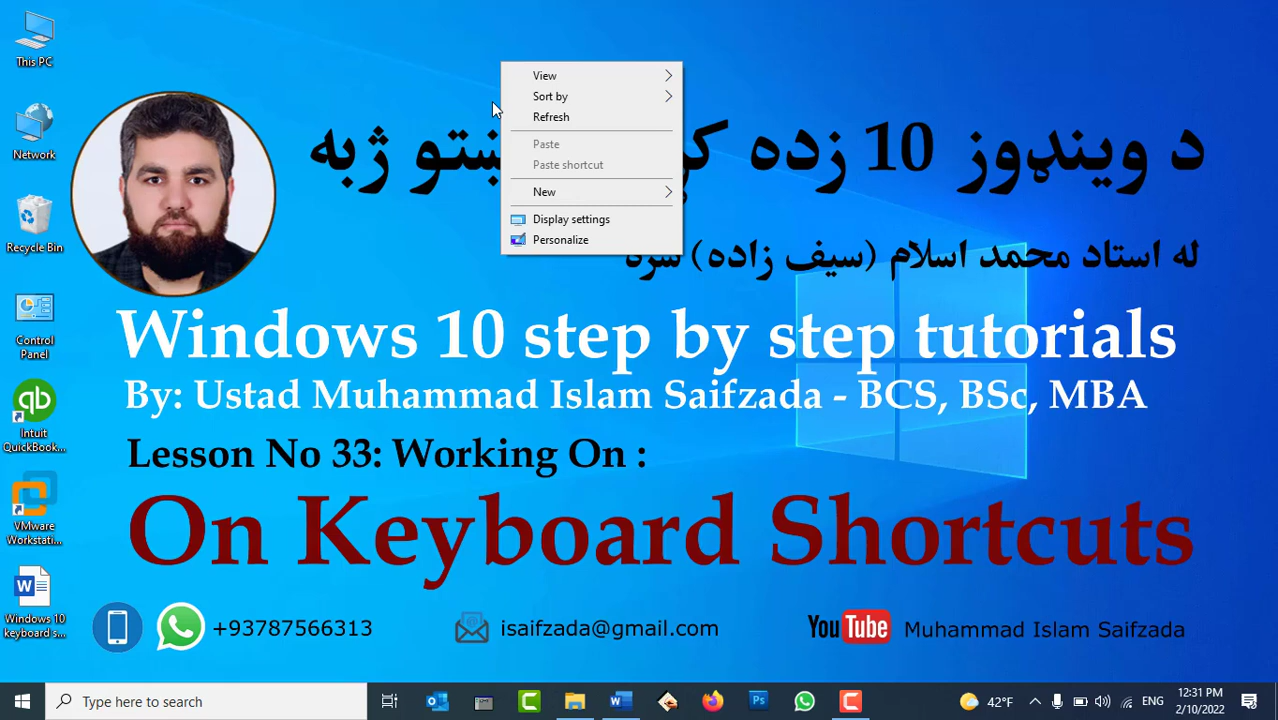 This PC
Network
Recycle Bin
Control
Panel
Intuit
QuickBook...
VMware
Workstati...
Windows 10
keyboard s...
View
Sort by
Refresh
Paste
Paste shortcut
New
Display settings
Personalize
د وینډوز 10 زده ژبه
له استاد محمد اسلام (سیف زاده) سره
Windows 10 step by step tutorials
By: Ustad Muhammad Islam Saifzada - BCS, BSc, MBA
Lesson No 33: Working On :
On Keyboard Shortcuts
+93787566313
isaifzada@gmail.com
YouTube
Muhammad Islam Saifzada
Type here to search
42°F
ENG
12:31 PM
2/10/2022